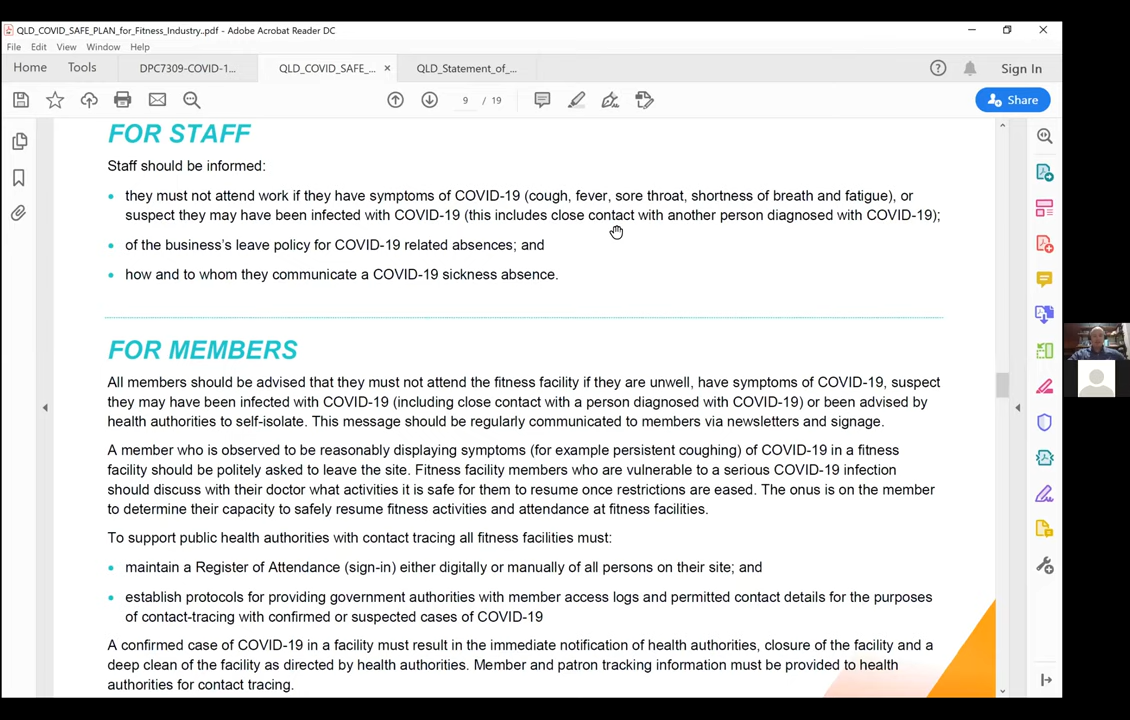 QLD_COVID_SAFE_PLAN_for_Fitness_Industry..pdf - Adobe Acrobat Reader DC
File Edit View Window Help
Home Tools DPC7309-COVID-1... QLD_COVID_SAFE_... × QLD_Statement_of_... Sign In
9 / 19 Share
FOR STAFF
Staff should be informed:
• they must not attend work if they have symptoms of COVID-19 (cough, fever, sore throat, shortness of breath and fatigue), or
suspect they may have been infected with COVID-19 (this includes close contact with another person diagnosed with COVID-19);
• of the business's leave policy for COVID-19 related absences; and
• how and to whom they communicate a COVID-19 sickness absence.
FOR MEMBERS
All members should be advised that they must not attend the fitness facility if they are unwell, have symptoms of COVID-19, suspect
they may have been infected with COVID-19 (including close contact with a person diagnosed with COVID-19) or been advised by
health authorities to self-isolate. This message should be regularly communicated to members via newsletters and signage.
A member who is observed to be reasonably displaying symptoms (for example persistent coughing) of COVID-19 in a fitness
facility should be politely asked to leave the site. Fitness facility members who are vulnerable to a serious COVID-19 infection
should discuss with their doctor what activities it is safe for them to resume once restrictions are eased. The onus is on the member
to determine their capacity to safely resume fitness activities and attendance at fitness facilities.
To support public health authorities with contact tracing all fitness facilities must:
• maintain a Register of Attendance (sign-in) either digitally or manually of all persons on their site; and
• establish protocols for providing government authorities with member access logs and permitted contact details for the purposes
of contact-tracing with confirmed or suspected cases of COVID-19
A confirmed case of COVID-19 in a facility must result in the immediate notification of health authorities, closure of the facility and a
deep clean of the facility as directed by health authorities. Member and patron tracking information must be provided to health
authorities for contact tracing.